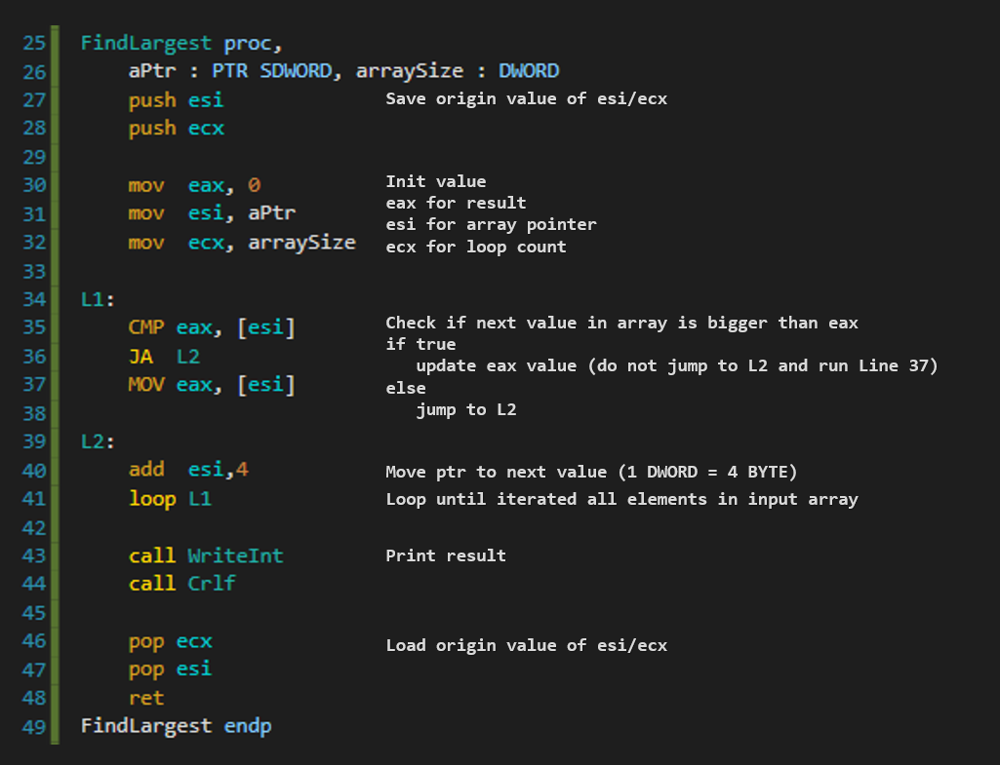 25 FindLargest proc,
26 aPtr : PTR SDWORD, arraySize : DWORD
27 push esi Save origin value of esi/ecx
28 push ecx
29
30 mov eax, 0 Init value
eax for result
31 mov esi, aPtr
esi for array pointer
32 mov ecx, arraySize ecx for loop count
33
34 L1:
35 CMP eax, [esi] Check if next value in array is bigger than eax
if true
36 JA L2
update eax value (do not jump to L2 and run Line 37)
37 MOV eax, [esi] else
38 jump to L2
39 L2:
40 add esi,4 Move ptr to next value (1 DWORD = 4 BYTE)
41 loop L1 Loop until iterated all elements in input array
42
43 call WriteInt Print result
44 call Crlf
45
46 pop ecx Load origin value of esi/ecx
47 pop esi
48 ret
49 FindLargest endp